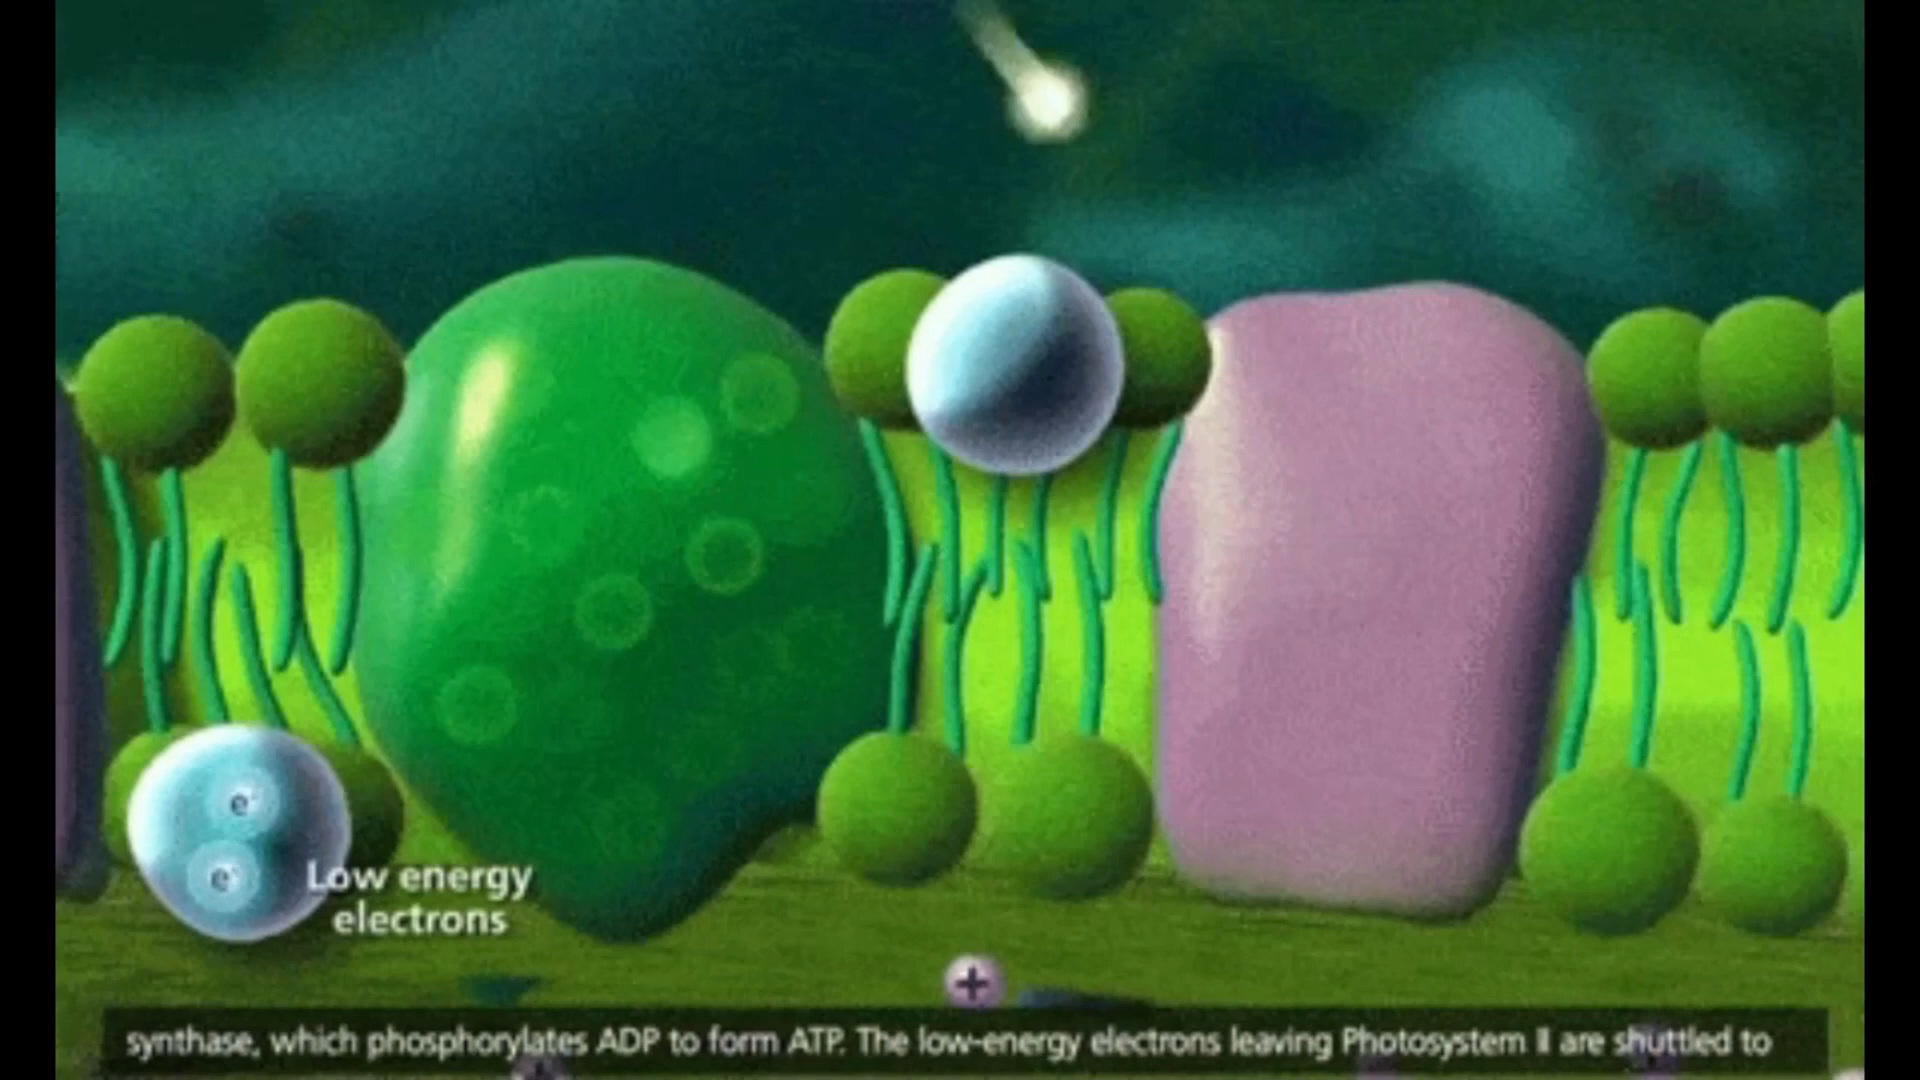 e⁻
e⁻
Low energy
electrons
+
synthase, which phosphorylates ADP to form ATP. The low-energy electrons leaving Photosystem II are shuttled to